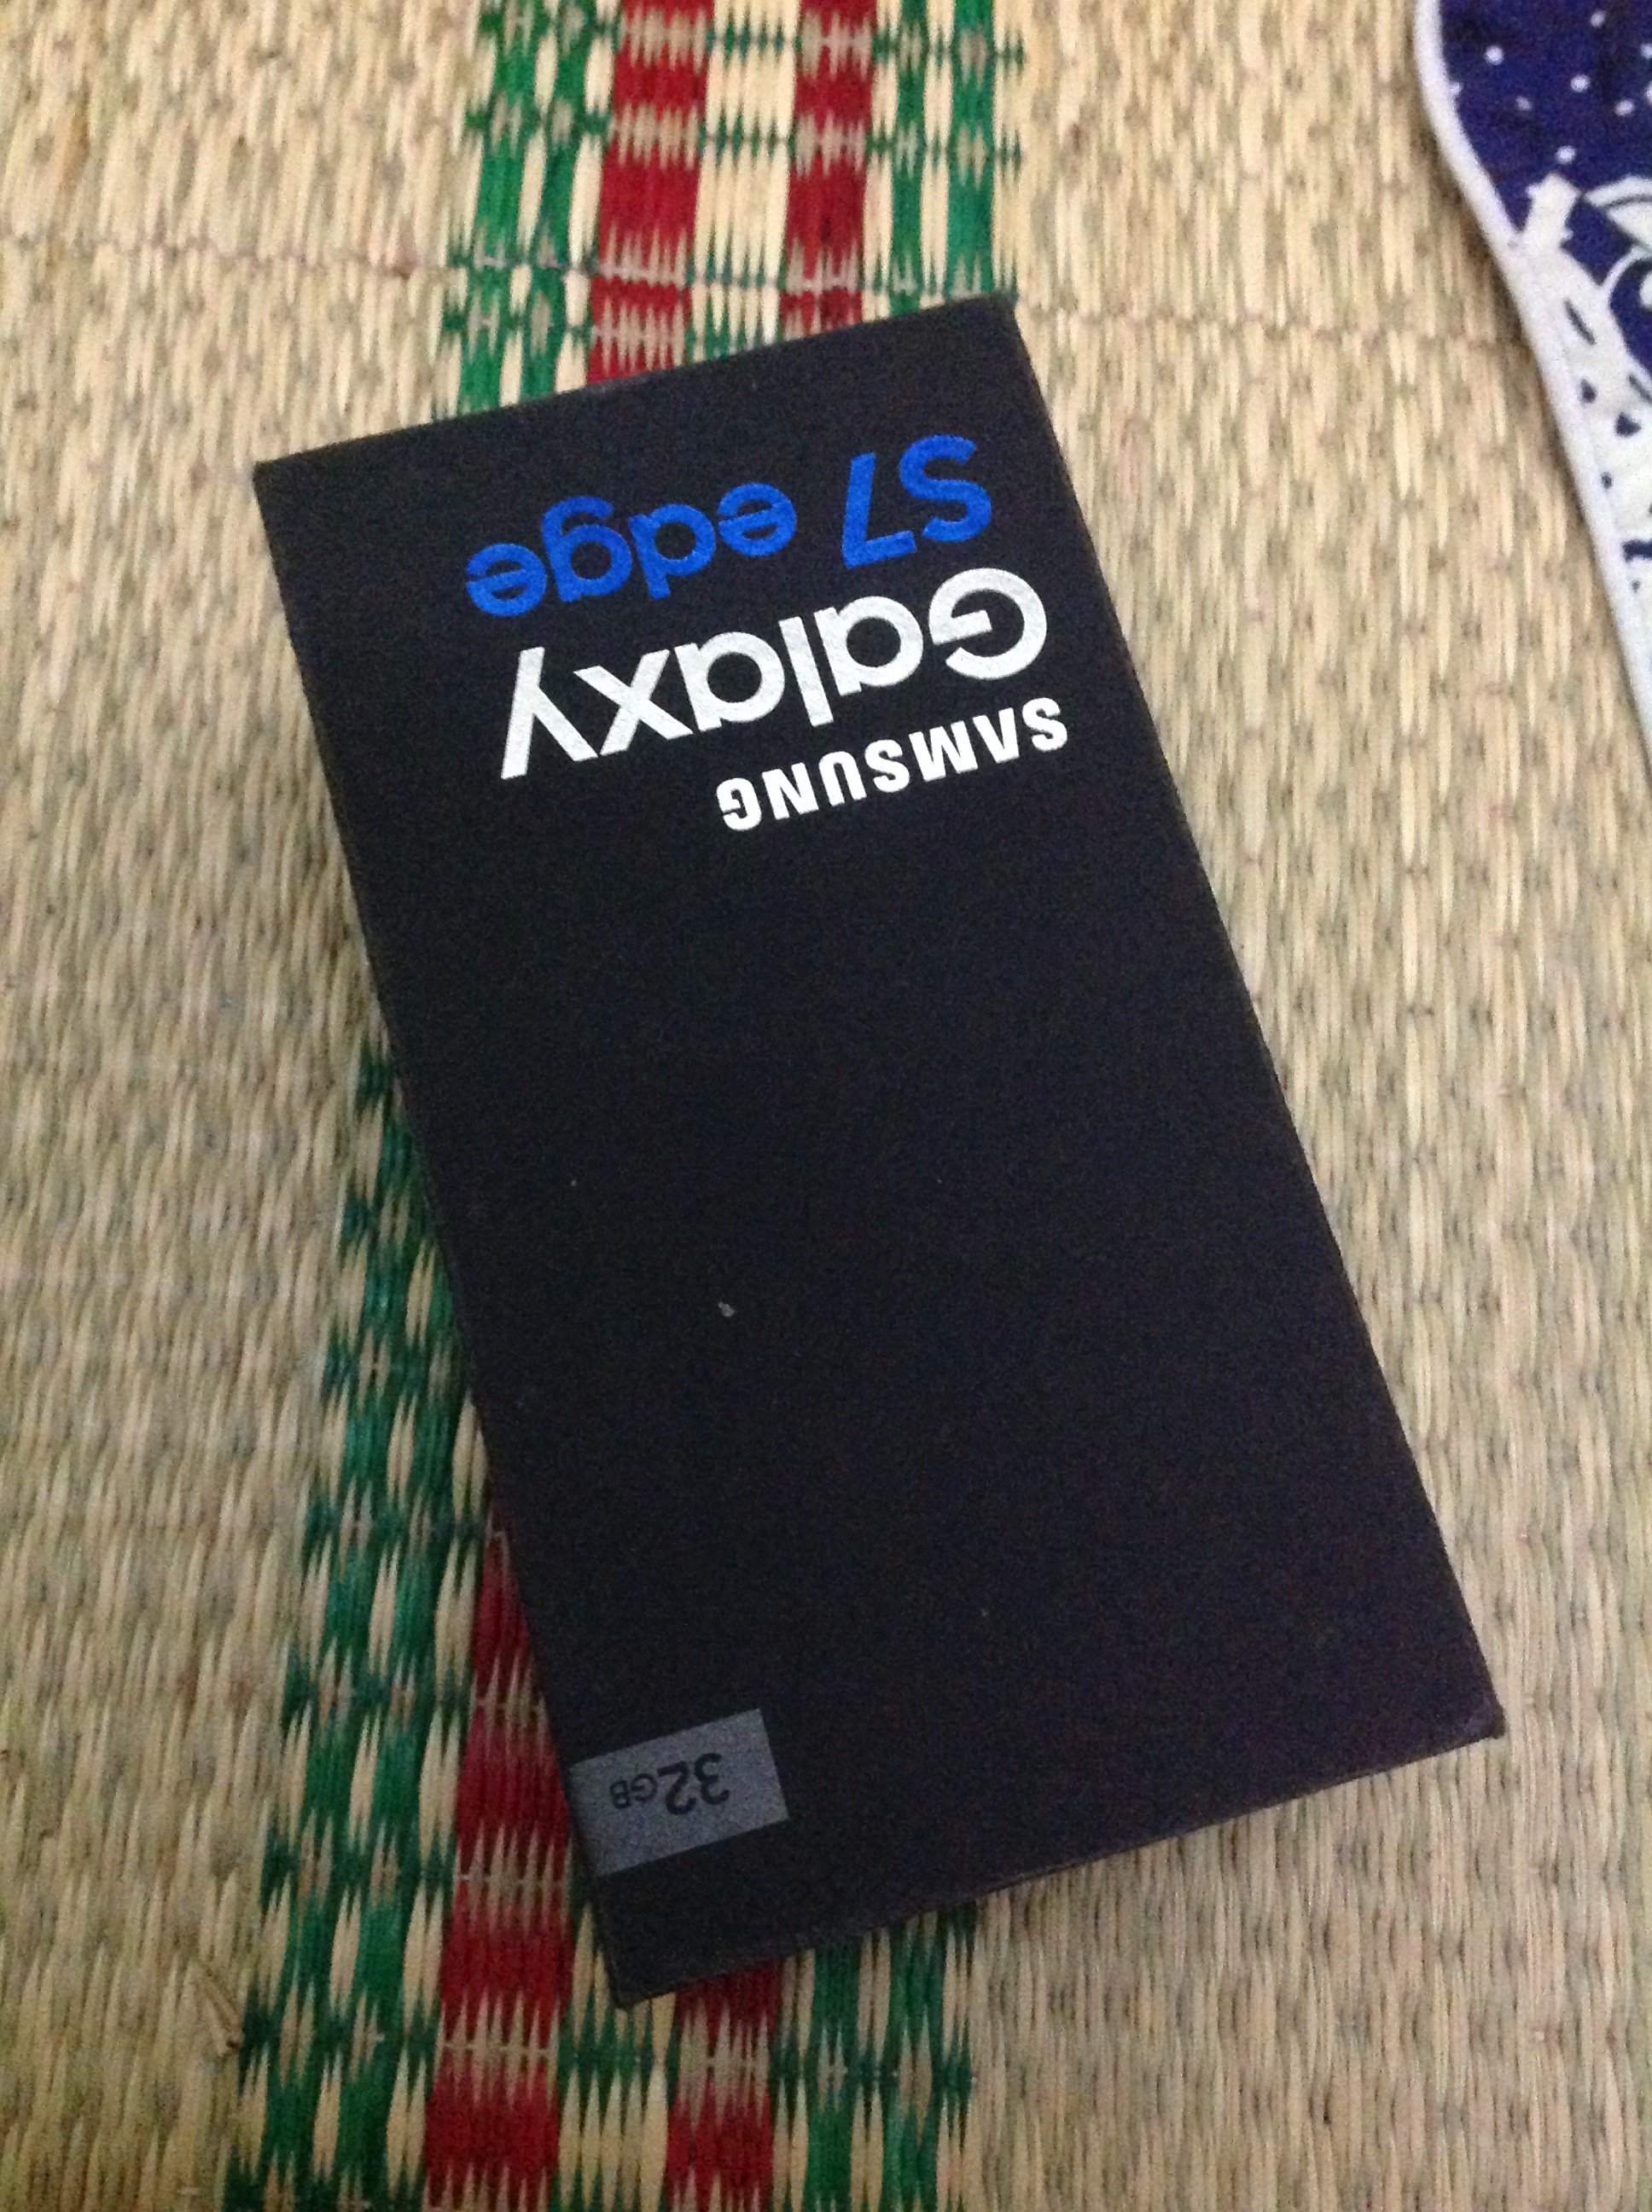 SAMSUNG
Galaxy
S7 edge
32GB